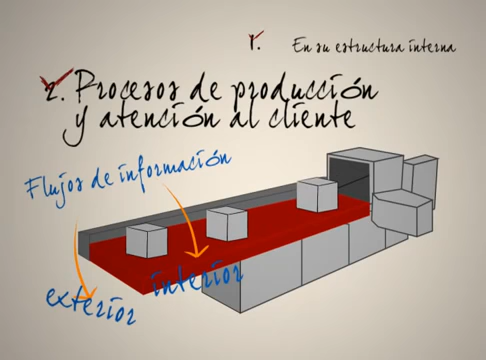 1. En su estructura interna
2. Procesos de producción
y atención al cliente
Flujos de información
exterior
interior